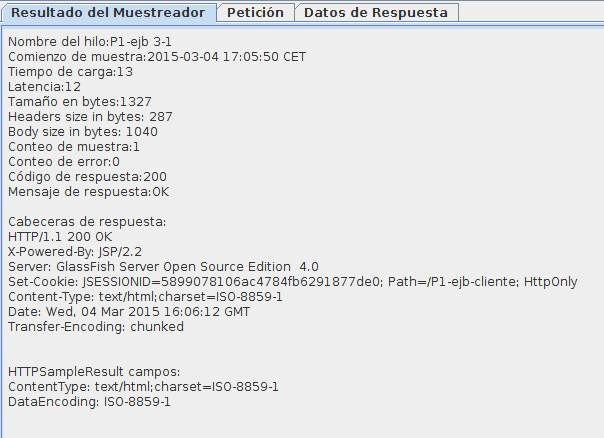 Resultado del Muestreador Petición Datos de Respuesta
Nombre del hilo:P1-ejb 3-1
Comienzo de muestra:2015-03-04 17:05:50 CET
Tiempo de carga:13
Latencia:12
Tamaño en bytes:1327
Headers size in bytes: 287
Body size in bytes: 1040
Conteo de muestra:1
Conteo de error:0
Código de respuesta:200
Mensaje de respuesta:OK
Cabeceras de respuesta:
HTTP/1.1 200 OK
X-Powered-By: JSP/2.2
Server: GlassFish Server Open Source Edition  4.0
Set-Cookie: JSESSIONID=5899078106ac4784fb6291877de0; Path=/P1-ejb-cliente; HttpOnly
Content-Type: text/html;charset=ISO-8859-1
Date: Wed, 04 Mar 2015 16:06:12 GMT
Transfer-Encoding: chunked
HTTPSampleResult campos:
ContentType: text/html;charset=ISO-8859-1
DataEncoding: ISO-8859-1